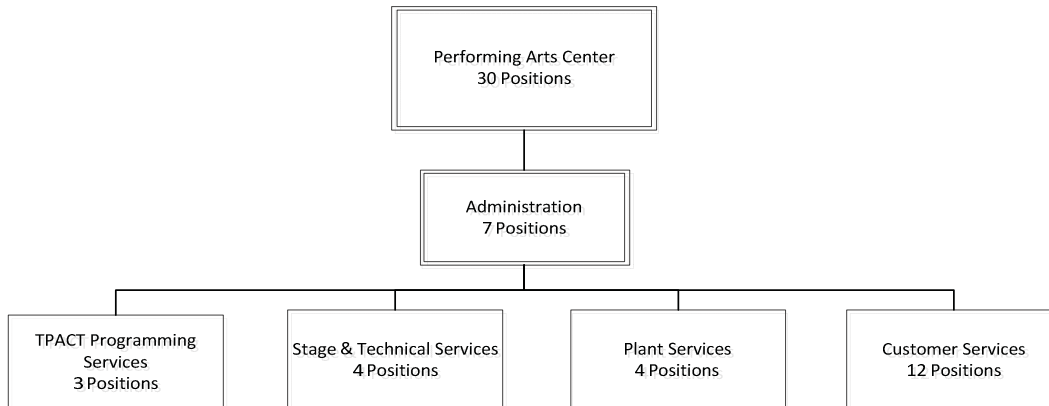 Performing Arts Center
30 Positions
Administration
7 Positions
TPACT Programming
Services
3 Positions
Stage & Technical Services
4 Positions
Plant Services
4 Positions
Customer Services
12 Positions